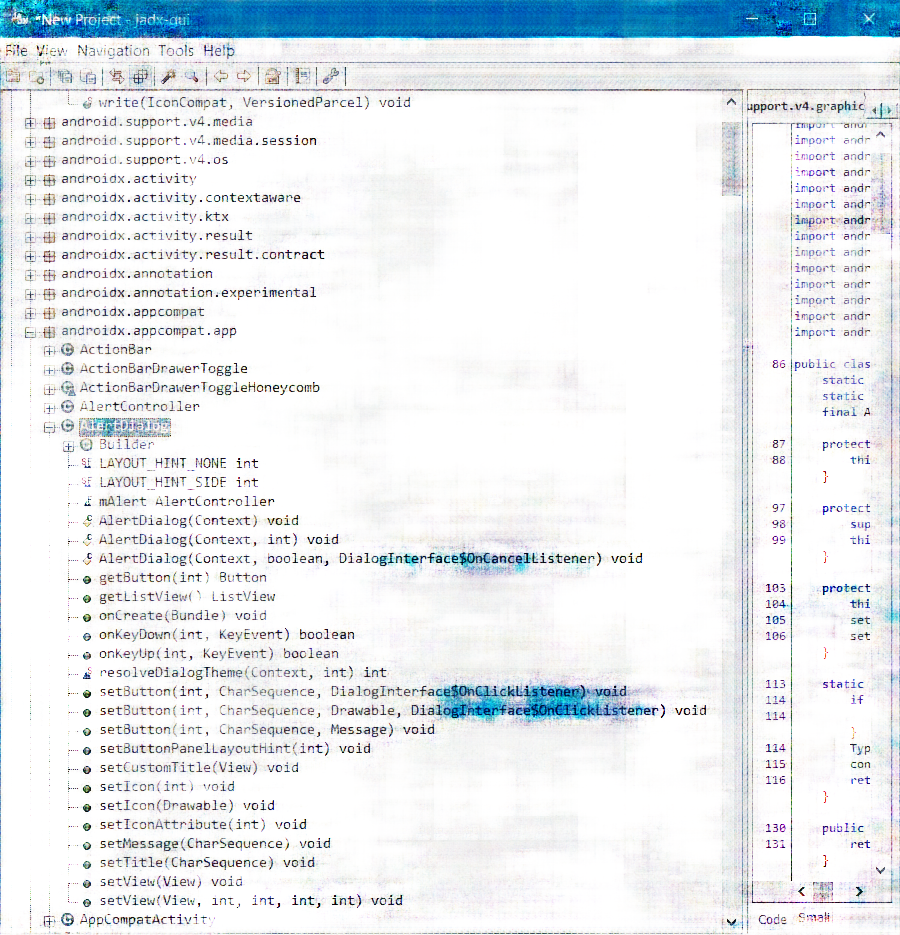 *New Project - jadx-gui
File View Navigation Tools Help
write(IconCompat, VersionedParcel) void
android.support.v4.media
android.support.v4.media.session
android.support.v4.os
androidx.activity
androidx.activity.contextaware
androidx.activity.ktx
androidx.activity.result
androidx.activity.result.contract
androidx.annotation
androidx.annotation.experimental
androidx.appcompat
androidx.appcompat.app
ActionBar
ActionBarDrawerToggle
ActionBarDrawerToggleHoneycomb
AlertController
AlertDialog
Builder
LAYOUT_HINT_NONE int
LAYOUT_HINT_SIDE int
mAlert AlertController
AlertDialog(Context) void
AlertDialog(Context, int) void
AlertDialog(Context, boolean, DialogInterface$OnCancelListener) void
getButton(int) Button
getListView() ListView
onCreate(Bundle) void
onKeyDown(int, KeyEvent) boolean
onKeyUp(int, KeyEvent) boolean
resolveDialogTheme(Context, int) int
setButton(int, CharSequence, DialogInterface$OnClickListener) void
setButton(int, CharSequence, Drawable, DialogInterface$OnClickListener) void
setButton(int, CharSequence, Message) void
setButtonPanelLayoutHint(int) void
setCustomTitle(View) void
setIcon(int) void
setIcon(Drawable) void
setIconAttribute(int) void
setMessage(CharSequence) void
setTitle(CharSequence) void
setView(View) void
setView(View, int, int, int, int) void
AppCompatActivity
upport.v4.graphic
import andr
import andr
import andr
import andr
import andr
import andr
import andr
import andr
import andr
import andr
import andr
import andr
import andr
import andr
86 public clas
static
static
final A
87 protect
88 thi
}
97 protect
98 sup
99 thi
}
103 protect
104 thi
105 set
106 set
}
113 static
114 if
114
}
114 Typ
115 con
116 ret
}
130 public
131 ret
}
Code Smali